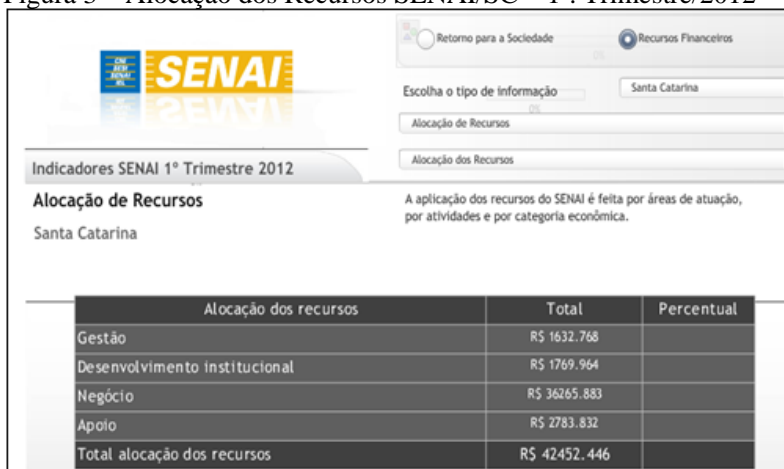 Figura 3 – Alocação dos Recursos SENAI/SC – 1º. Trimestre/2012
SENAI
Retorno para a Sociedade
Recursos Financeiros
0%
Escolha o tipo de informação
Santa Catarina
0%
Alocação de Recursos
Alocação dos Recursos
Indicadores SENAI 1º Trimestre 2012
Alocação de Recursos
Santa Catarina
A aplicação dos recursos do SENAI é feita por áreas de atuação,
por atividades e por categoria econômica.
Alocação dos recursos Total Percentual
Gestão R$ 1632.768
Desenvolvimento institucional R$ 1769.964
Negócio R$ 36265.883
Apoio R$ 2783.832
Total alocação dos recursos R$ 42452.446